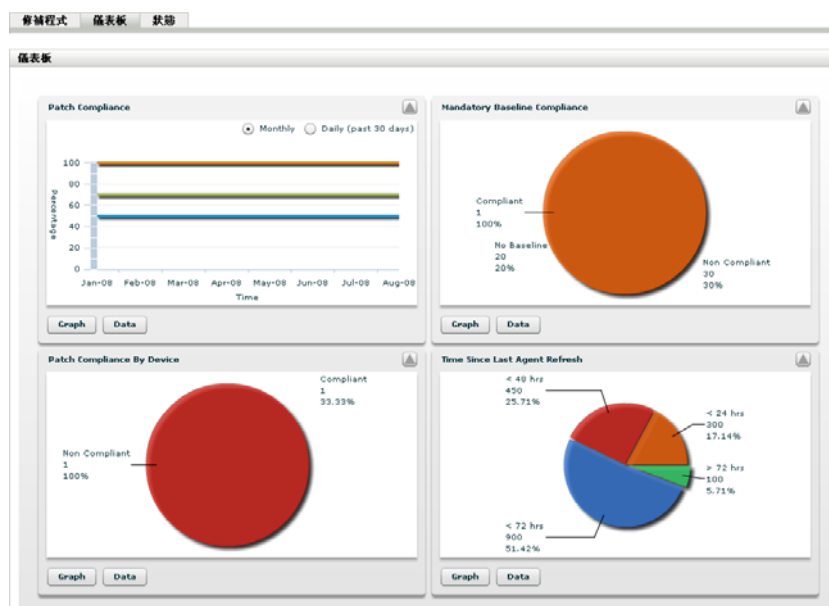 修補程式 儀表板 狀態
儀表板
Patch Compliance
Monthly Daily (past 30 days)
100
80
60
40
20
0
Percentage
Jan-08 Feb-08 Mar-08 Apr-08 May-08 Jun-08 Jul-08 Aug-08
Time
Graph Data
Mandatory Baseline Compliance
Compliant
1
100%
No Baseline
20
20%
Non Compliant
30
30%
Graph Data
Patch Compliance By Device
Compliant
1
33.33%
Non Compliant
1
100%
Graph Data
Time Since Last Agent Refresh
< 48 hrs
450
25.71%
< 24 hrs
300
17.14%
> 72 hrs
100
5.71%
< 72 hrs
900
51.42%
Graph Data